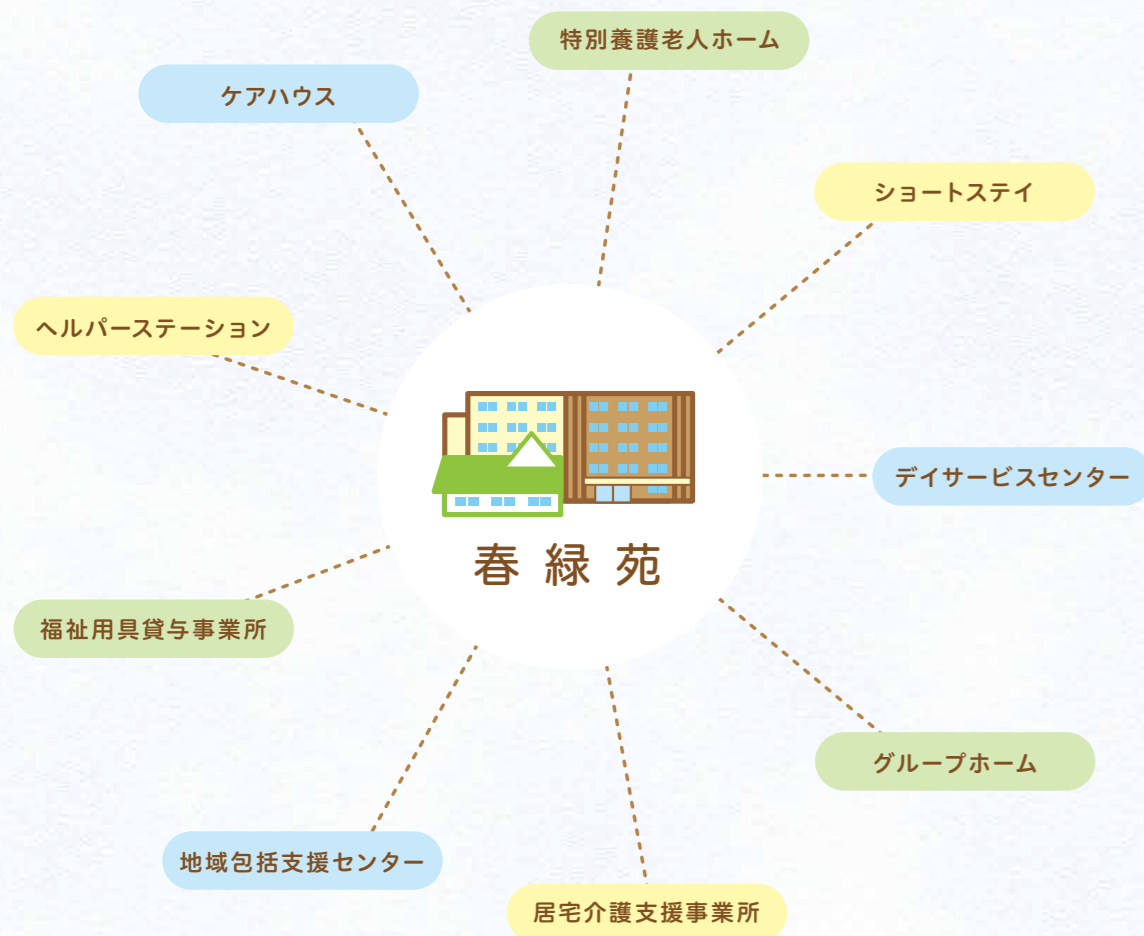 特別養護老人ホーム
ケアハウス
ショートステイ
ヘルパーステーション
デイサービスセンター
春緑苑
福祉用具貸与事業所
グループホーム
地域包括支援センター
居宅介護支援事業所